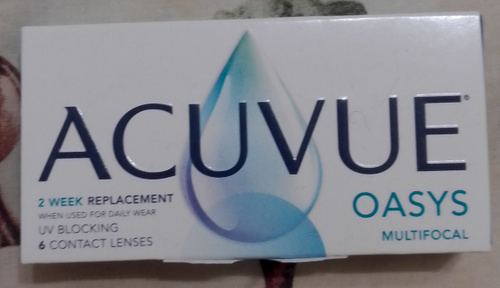 ACUVUE®
2 WEEK REPLACEMENT
WHEN USED FOR DAILY WEAR
UV BLOCKING
6 CONTACT LENSES
OASYS
MULTIFOCAL